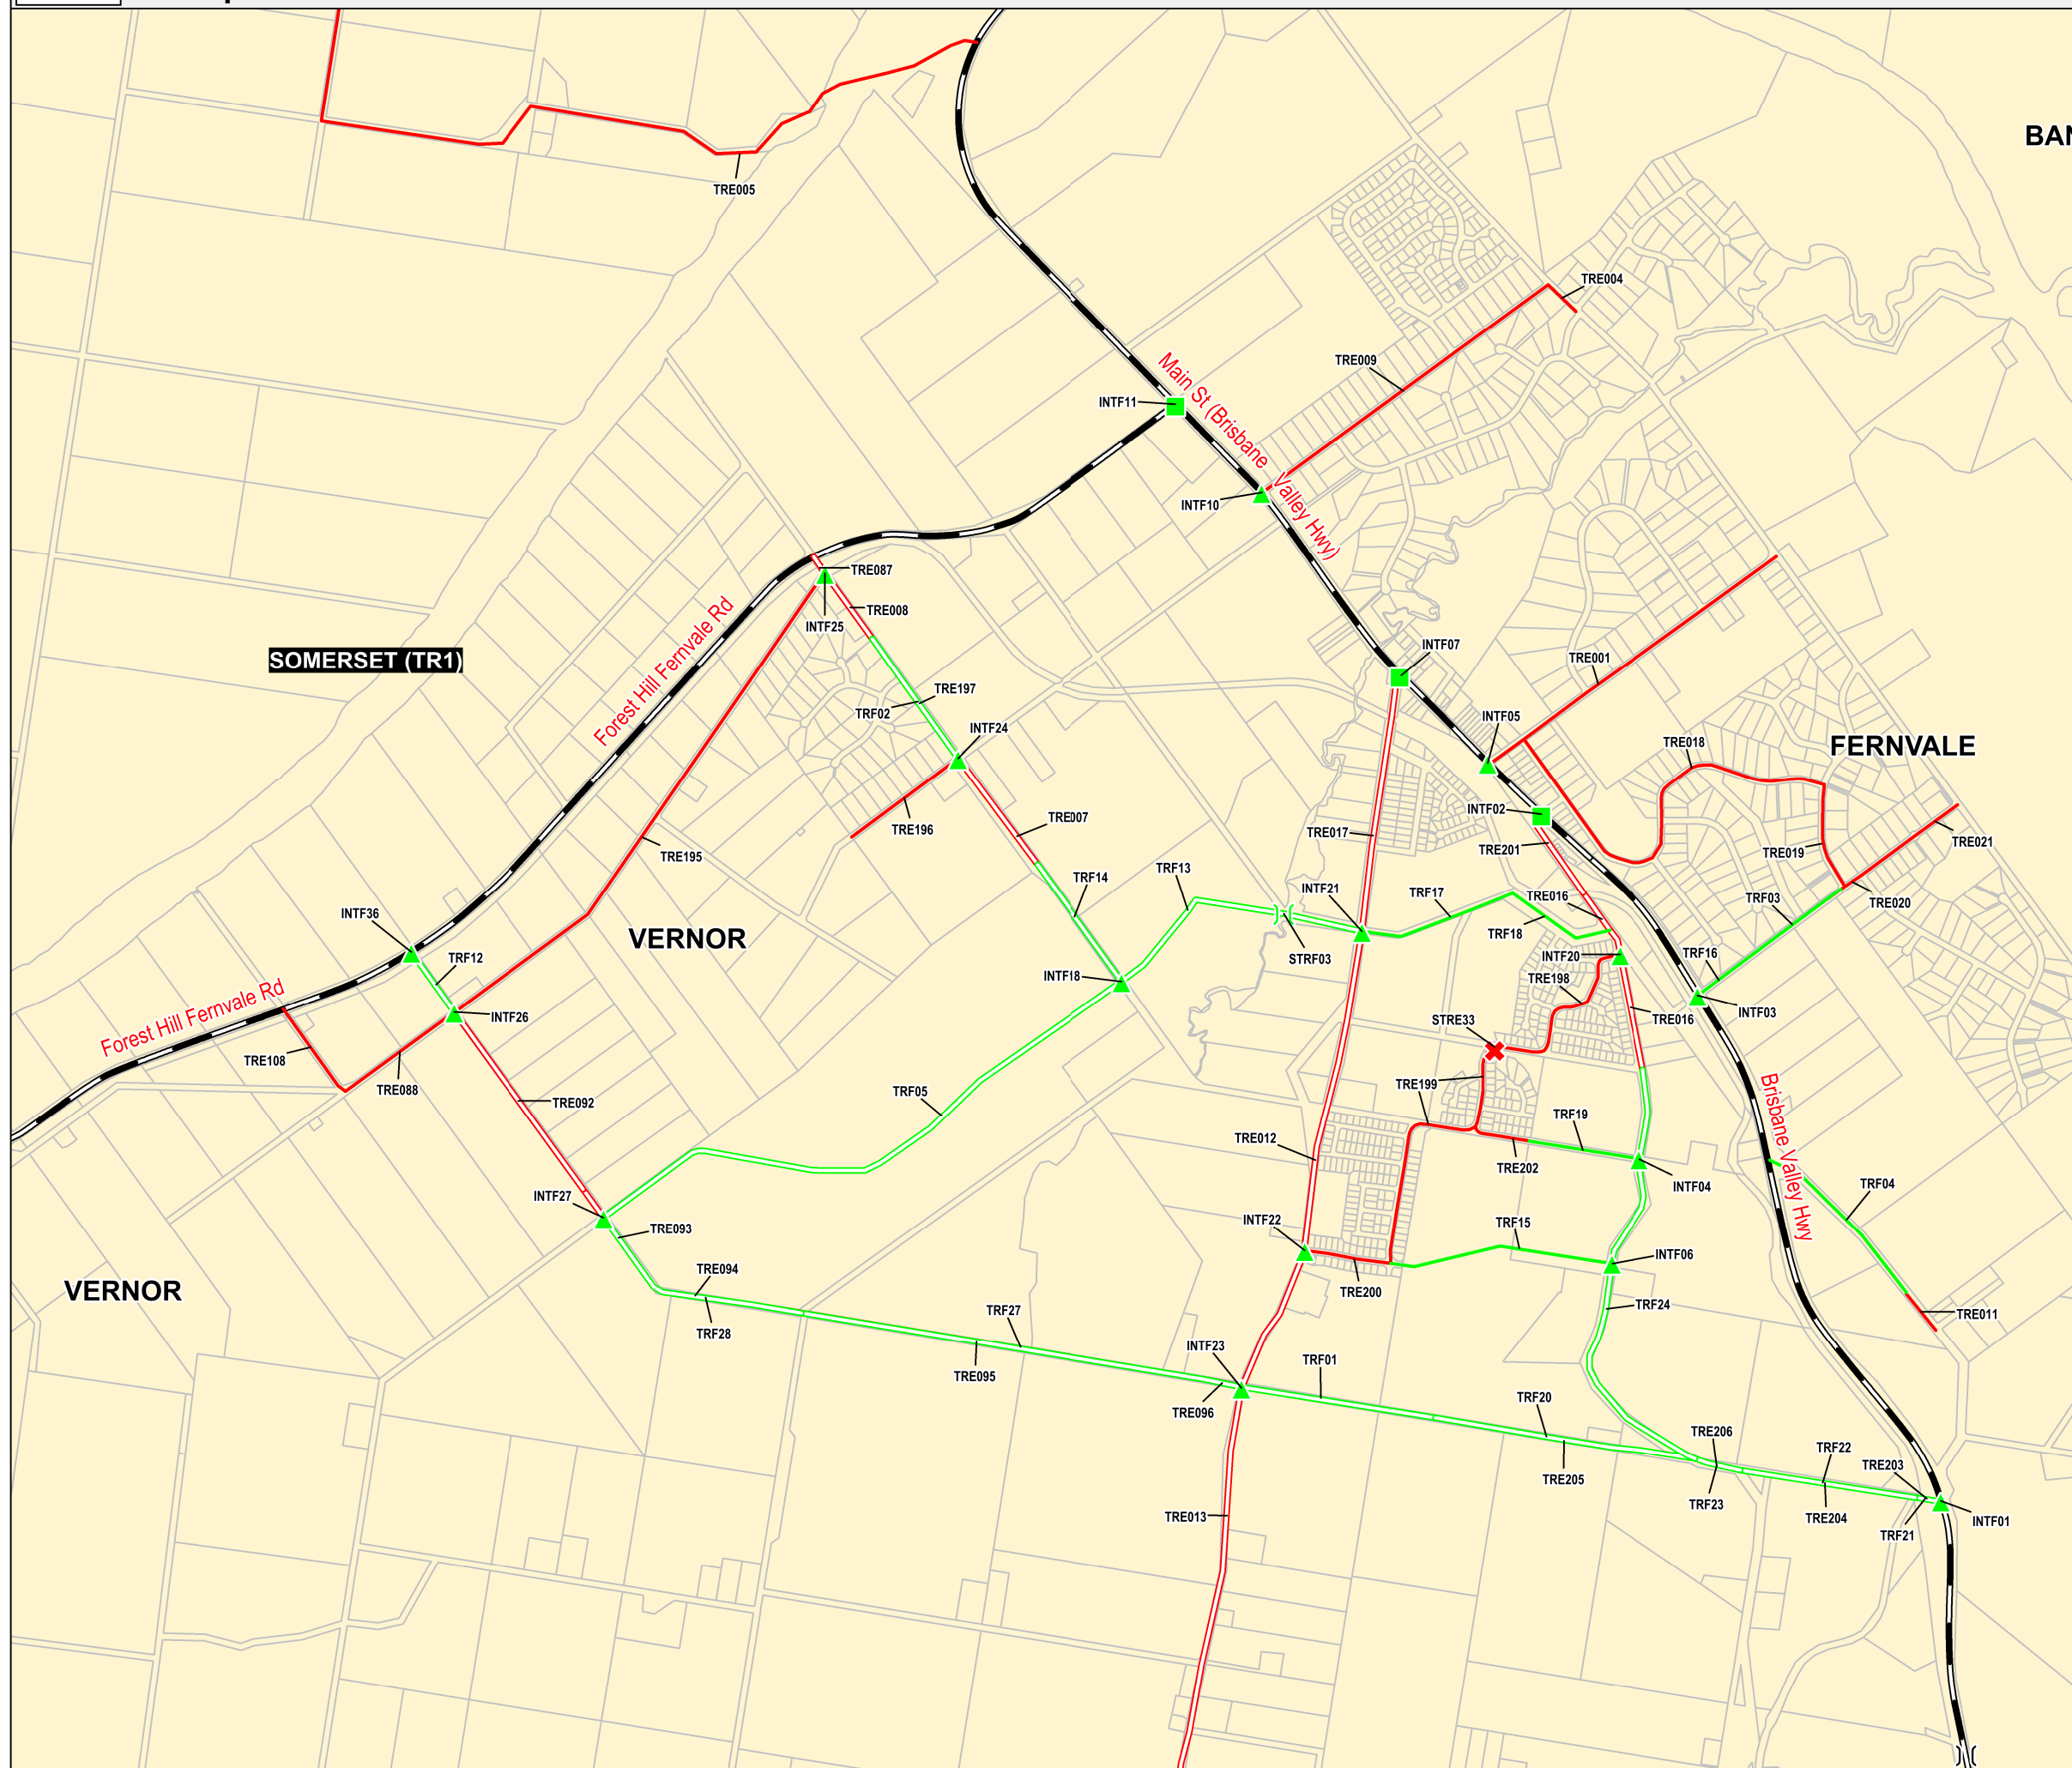 BAN
TRE005
TRE004
TRE009
Main St (Brisbane
Valley Hwy)
INTF11
INTF10
TRE087
TRE008
INTF25
SOMERSET (TR1)
Forest Hill Fernvale Rd
INTF07
TRE001
TRE197
TRF02
INTF24
INTF05
TRE018
FERNVALE
INTF02
TRE007
TRE196
TRE017
TRE201
TRE021
TRE195
TRE019
TRF13
TRF14
INTF21
TRF17
TRE016
TRF03
TRE020
INTF36
VERNOR
TRF18
TRF12
STRF03
INTF20
TRF16
INTF18
TRE198
INTF03
INTF26
Forest Hill Fernvale Rd
STRE33
TRE016
TRE108
TRE088
TRE092
TRF05
TRE199
TRF19
Brisbane Valley Hwy
TRE012
TRE202
INTF04
TRF04
INTF27
TRE093
INTF22
TRF15
INTF06
TRE094
VERNOR
TRE200
TRF24
TRF27
TRE011
TRF28
INTF23
TRF01
TRE095
TRF20
TRE096
TRE206
TRF22
TRE203
TRE205
TRF23
TRE204
TRE013
TRF21
INTF01